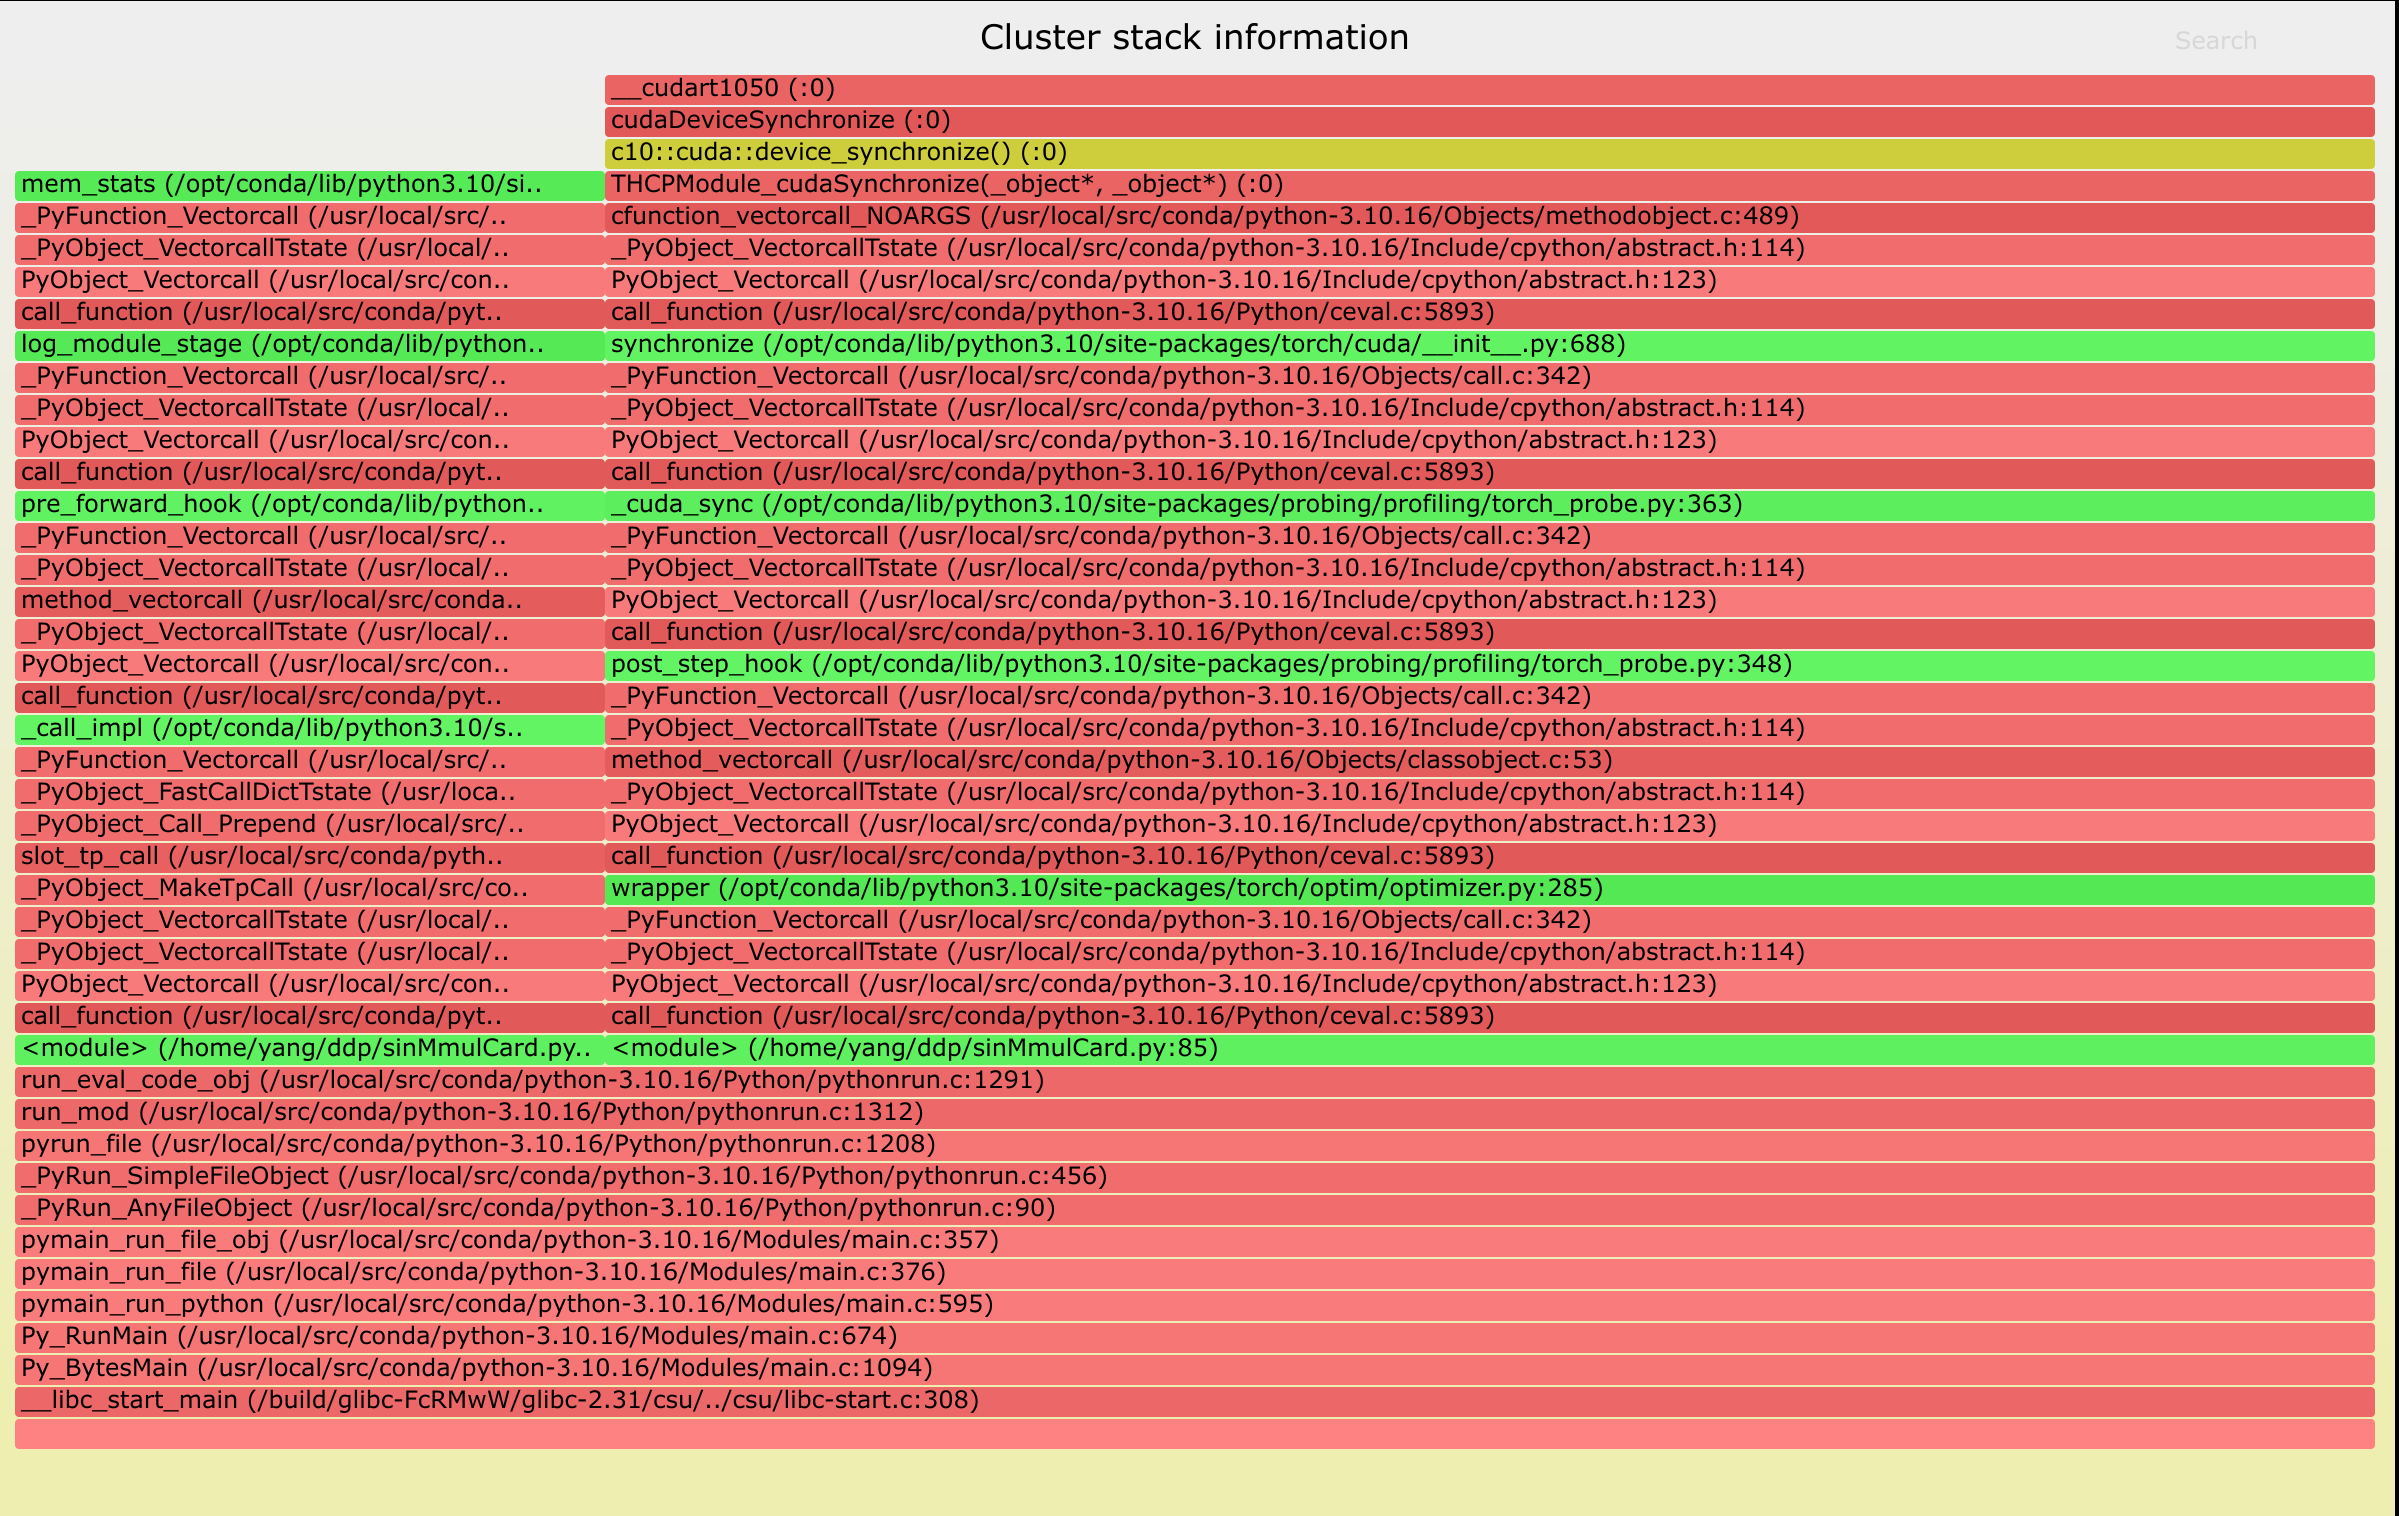 Cluster stack information
Search
__cudart1050 (:0)
cudaDeviceSynchronize (:0)
c10::cuda::device_synchronize() (:0)
mem_stats (/opt/conda/lib/python3.10/si.. THCPModule_cudaSynchronize(_object*, _object*) (:0)
_PyFunction_Vectorcall (/usr/local/src/.. cfunction_vectorcall_NOARGS (/usr/local/src/conda/python-3.10.16/Objects/methodobject.c:489)
_PyObject_VectorcallTstate (/usr/local/.. _PyObject_VectorcallTstate (/usr/local/src/conda/python-3.10.16/Include/cpython/abstract.h:114)
PyObject_Vectorcall (/usr/local/src/con.. PyObject_Vectorcall (/usr/local/src/conda/python-3.10.16/Include/cpython/abstract.h:123)
call_function (/usr/local/src/conda/pyt.. call_function (/usr/local/src/conda/python-3.10.16/Python/ceval.c:5893)
log_module_stage (/opt/conda/lib/python.. synchronize (/opt/conda/lib/python3.10/site-packages/torch/cuda/__init__.py:688)
_PyFunction_Vectorcall (/usr/local/src/.. _PyFunction_Vectorcall (/usr/local/src/conda/python-3.10.16/Objects/call.c:342)
_PyObject_VectorcallTstate (/usr/local/.. _PyObject_VectorcallTstate (/usr/local/src/conda/python-3.10.16/Include/cpython/abstract.h:114)
PyObject_Vectorcall (/usr/local/src/con.. PyObject_Vectorcall (/usr/local/src/conda/python-3.10.16/Include/cpython/abstract.h:123)
call_function (/usr/local/src/conda/pyt.. call_function (/usr/local/src/conda/python-3.10.16/Python/ceval.c:5893)
pre_forward_hook (/opt/conda/lib/python.. _cuda_sync (/opt/conda/lib/python3.10/site-packages/probing/profiling/torch_probe.py:363)
_PyFunction_Vectorcall (/usr/local/src/.. _PyFunction_Vectorcall (/usr/local/src/conda/python-3.10.16/Objects/call.c:342)
_PyObject_VectorcallTstate (/usr/local/.. _PyObject_VectorcallTstate (/usr/local/src/conda/python-3.10.16/Include/cpython/abstract.h:114)
method_vectorcall (/usr/local/src/conda.. PyObject_Vectorcall (/usr/local/src/conda/python-3.10.16/Include/cpython/abstract.h:123)
_PyObject_VectorcallTstate (/usr/local/.. call_function (/usr/local/src/conda/python-3.10.16/Python/ceval.c:5893)
PyObject_Vectorcall (/usr/local/src/con.. post_step_hook (/opt/conda/lib/python3.10/site-packages/probing/profiling/torch_probe.py:348)
call_function (/usr/local/src/conda/pyt.. _PyFunction_Vectorcall (/usr/local/src/conda/python-3.10.16/Objects/call.c:342)
_call_impl (/opt/conda/lib/python3.10/s.. _PyObject_VectorcallTstate (/usr/local/src/conda/python-3.10.16/Include/cpython/abstract.h:114)
_PyFunction_Vectorcall (/usr/local/src/.. method_vectorcall (/usr/local/src/conda/python-3.10.16/Objects/classobject.c:53)
_PyObject_FastCallDictTstate (/usr/loca.. _PyObject_VectorcallTstate (/usr/local/src/conda/python-3.10.16/Include/cpython/abstract.h:114)
_PyObject_Call_Prepend (/usr/local/src/.. PyObject_Vectorcall (/usr/local/src/conda/python-3.10.16/Include/cpython/abstract.h:123)
slot_tp_call (/usr/local/src/conda/pyth.. call_function (/usr/local/src/conda/python-3.10.16/Python/ceval.c:5893)
_PyObject_MakeTpCall (/usr/local/src/co.. wrapper (/opt/conda/lib/python3.10/site-packages/torch/optim/optimizer.py:285)
_PyObject_VectorcallTstate (/usr/local/.. _PyFunction_Vectorcall (/usr/local/src/conda/python-3.10.16/Objects/call.c:342)
_PyObject_VectorcallTstate (/usr/local/.. _PyObject_VectorcallTstate (/usr/local/src/conda/python-3.10.16/Include/cpython/abstract.h:114)
PyObject_Vectorcall (/usr/local/src/con.. PyObject_Vectorcall (/usr/local/src/conda/python-3.10.16/Include/cpython/abstract.h:123)
call_function (/usr/local/src/conda/pyt.. call_function (/usr/local/src/conda/python-3.10.16/Python/ceval.c:5893)
<module> (/home/yang/ddp/sinMmulCard.py.. <module> (/home/yang/ddp/sinMmulCard.py:85)
run_eval_code_obj (/usr/local/src/conda/python-3.10.16/Python/pythonrun.c:1291)
run_mod (/usr/local/src/conda/python-3.10.16/Python/pythonrun.c:1312)
pyrun_file (/usr/local/src/conda/python-3.10.16/Python/pythonrun.c:1208)
_PyRun_SimpleFileObject (/usr/local/src/conda/python-3.10.16/Python/pythonrun.c:456)
_PyRun_AnyFileObject (/usr/local/src/conda/python-3.10.16/Python/pythonrun.c:90)
pymain_run_file_obj (/usr/local/src/conda/python-3.10.16/Modules/main.c:357)
pymain_run_file (/usr/local/src/conda/python-3.10.16/Modules/main.c:376)
pymain_run_python (/usr/local/src/conda/python-3.10.16/Modules/main.c:595)
Py_RunMain (/usr/local/src/conda/python-3.10.16/Modules/main.c:674)
Py_BytesMain (/usr/local/src/conda/python-3.10.16/Modules/main.c:1094)
__libc_start_main (/build/glibc-FcRMwW/glibc-2.31/csu/../csu/libc-start.c:308)